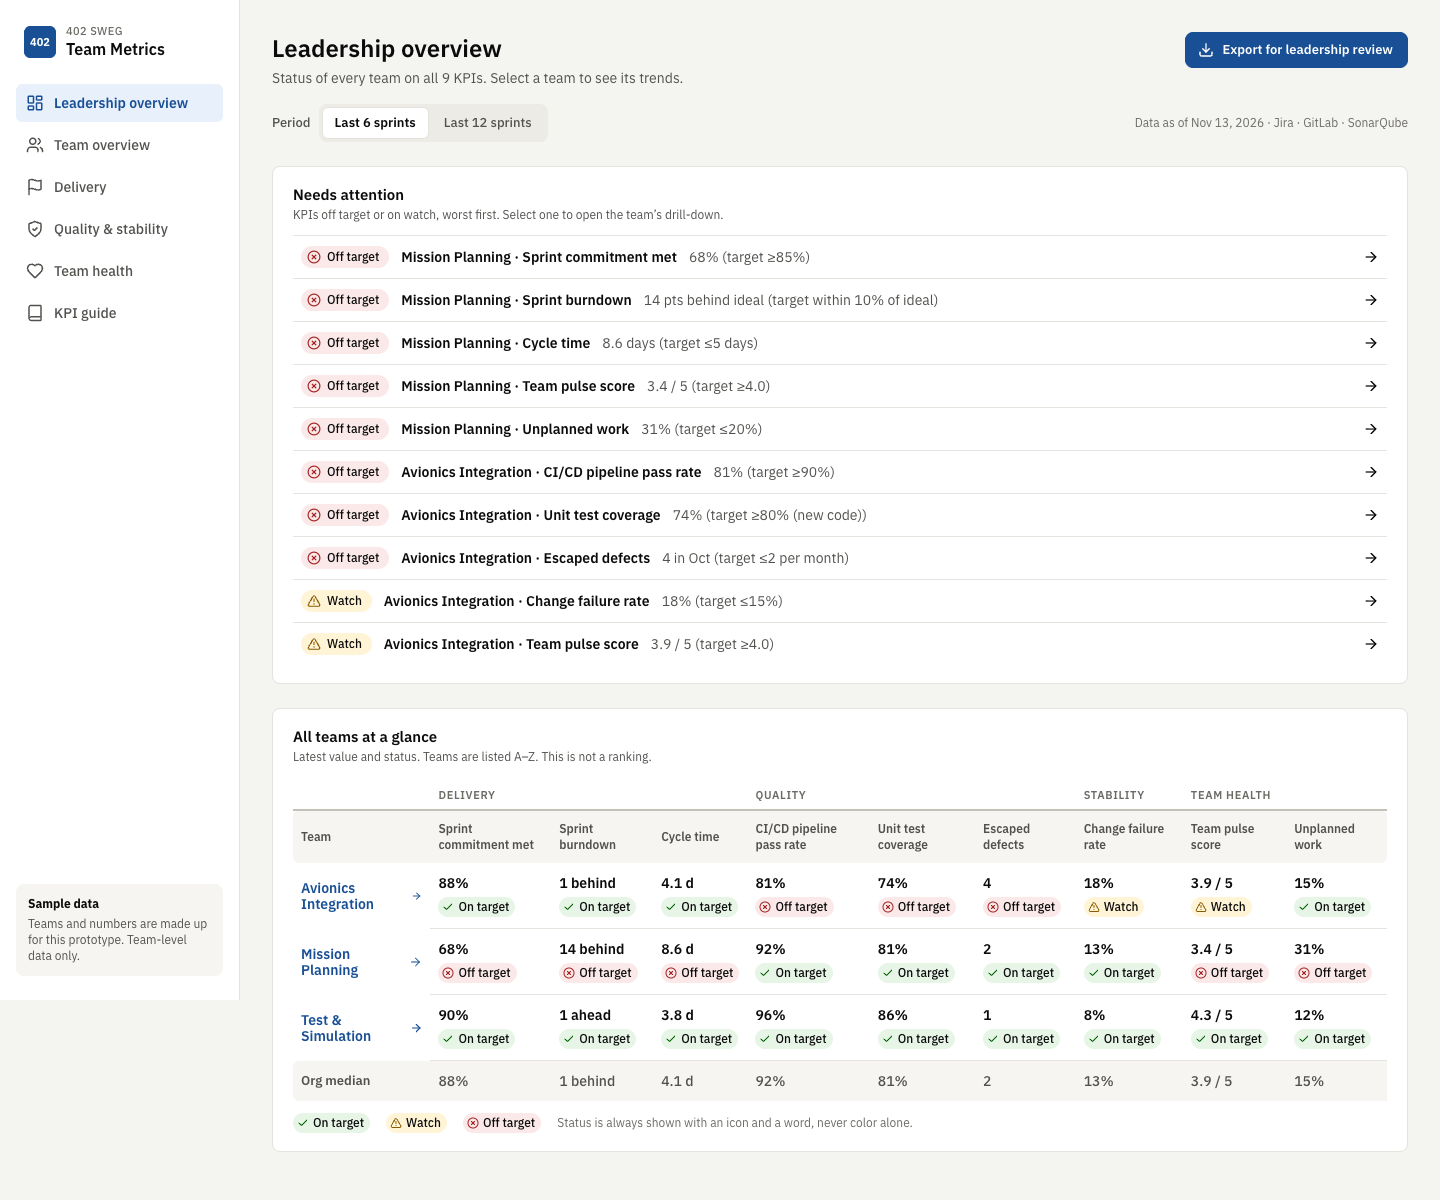 402
402 SWEG
Team Metrics
Leadership overview
Team overview
Delivery
Quality & stability
Team health
KPI guide
Sample data
Teams and numbers are made up
for this prototype. Team-level
data only.
Leadership overview
Status of every team on all 9 KPIs. Select a team to see its trends.
Export for leadership review
Period Last 6 sprints Last 12 sprints
Data as of Nov 13, 2026 · Jira · GitLab · SonarQube
Needs attention
KPIs off target or on watch, worst first. Select one to open the team’s drill-down.
Off target Mission Planning · Sprint commitment met 68% (target ≥85%)
Off target Mission Planning · Sprint burndown 14 pts behind ideal (target within 10% of ideal)
Off target Mission Planning · Cycle time 8.6 days (target ≤5 days)
Off target Mission Planning · Team pulse score 3.4 / 5 (target ≥4.0)
Off target Mission Planning · Unplanned work 31% (target ≤20%)
Off target Avionics Integration · CI/CD pipeline pass rate 81% (target ≥90%)
Off target Avionics Integration · Unit test coverage 74% (target ≥80% (new code))
Off target Avionics Integration · Escaped defects 4 in Oct (target ≤2 per month)
Watch Avionics Integration · Change failure rate 18% (target ≤15%)
Watch Avionics Integration · Team pulse score 3.9 / 5 (target ≥4.0)
All teams at a glance
Latest value and status. Teams are listed A–Z. This is not a ranking.
DELIVERY QUALITY STABILITY TEAM HEALTH
Team Sprint commitment met Sprint burndown Cycle time CI/CD pipeline pass rate Unit test coverage Escaped defects Change failure rate Team pulse score Unplanned work
Avionics Integration
88% 1 behind 4.1 d 81% 74% 4 18% 3.9 / 5 15%
On target On target On target Off target Off target Off target Watch Watch On target
Mission Planning
68% 14 behind 8.6 d 92% 81% 2 13% 3.4 / 5 31%
Off target Off target Off target On target On target On target On target Off target Off target
Test & Simulation
90% 1 ahead 3.8 d 96% 86% 1 8% 4.3 / 5 12%
On target On target On target On target On target On target On target On target On target
Org median 88% 1 behind 4.1 d 92% 81% 2 13% 3.9 / 5 15%
On target Watch Off target Status is always shown with an icon and a word, never color alone.